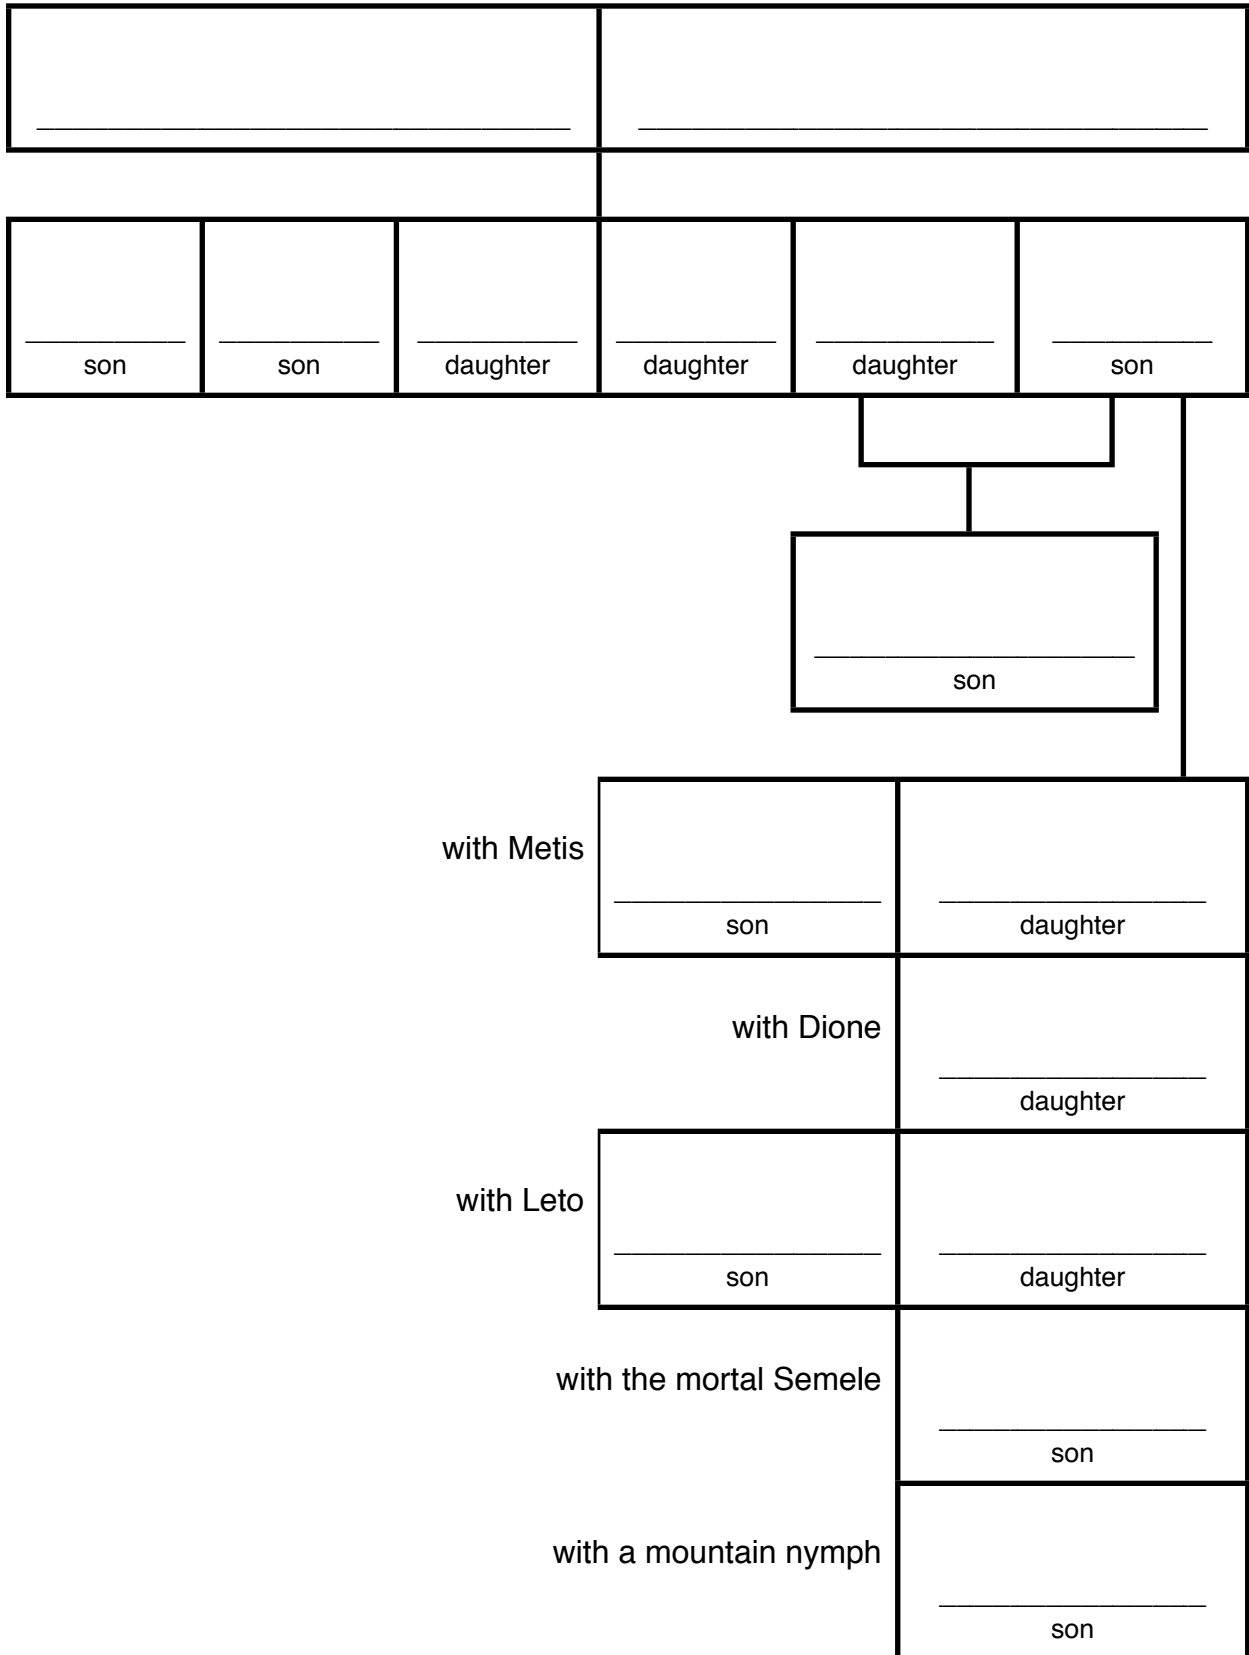 son son daughter daughter daughter son
son
with Metis
son daughter
with Dione
daughter
with Leto
son daughter
with the mortal Semele
son
with a mountain nymph
son